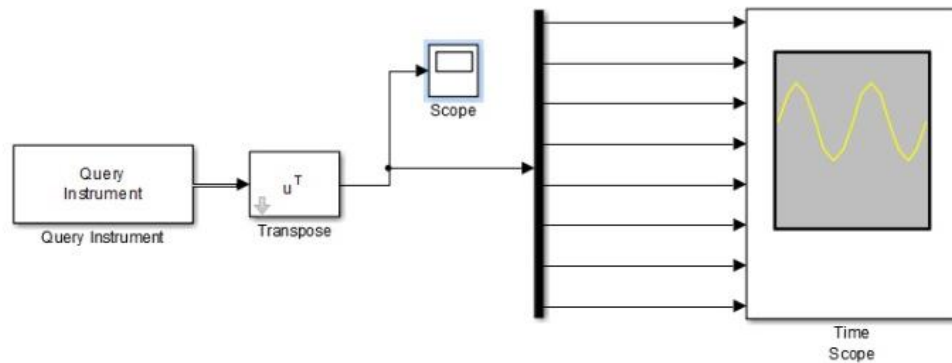 Scope
Query
Instrument
Query Instrument
u^T
Transpose
Time
Scope